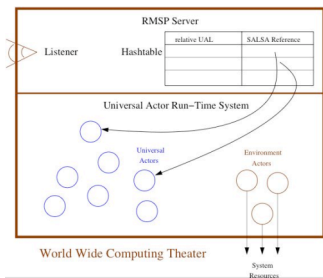 RMSP Server
Listener
Hashtable
relative UAL
SALSA Reference
Universal Actor Run−Time System
Universal
Actors
Environment
Actors
World Wide Computing Theater
System
Resources